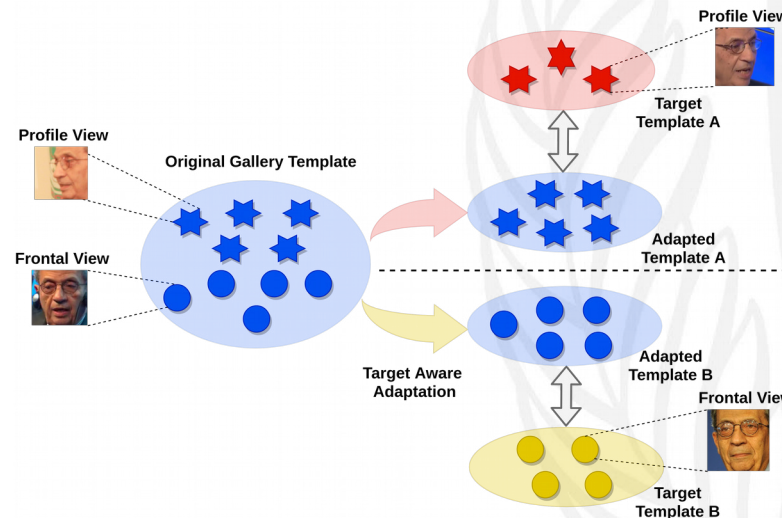 Profile View
Target
Template A
Profile View
Original Gallery Template
Frontal View
Adapted
Template A
Target Aware
Adaptation
Adapted
Template B
Frontal View
Target
Template B